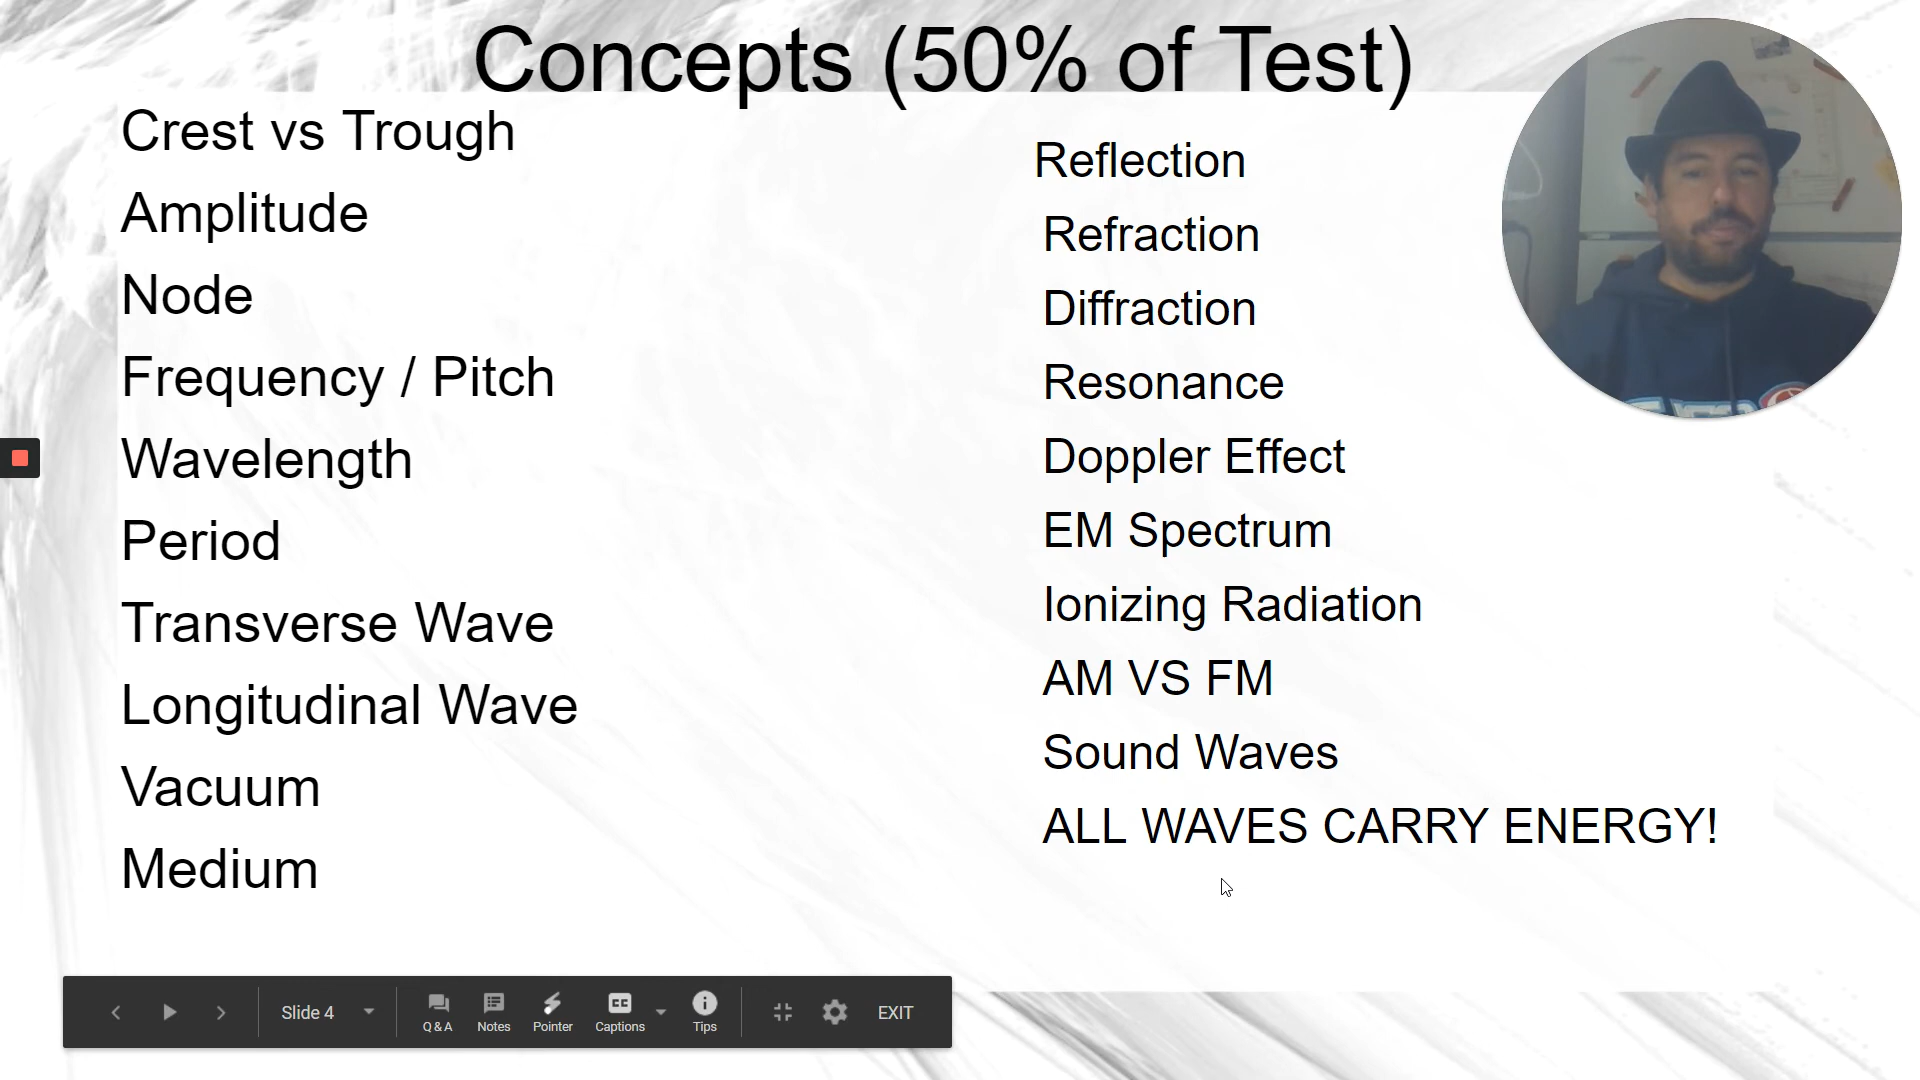 Concepts (50% of Test)
Crest vs Trough
Amplitude
Node
Frequency / Pitch
Wavelength
Period
Transverse Wave
Longitudinal Wave
Vacuum
Medium
Reflection
Refraction
Diffraction
Resonance
Doppler Effect
EM Spectrum
Ionizing Radiation
AM VS FM
Sound Waves
ALL WAVES CARRY ENERGY!
Slide 4
Q & A
Notes
Pointer
CC
Captions
Tips
EXIT